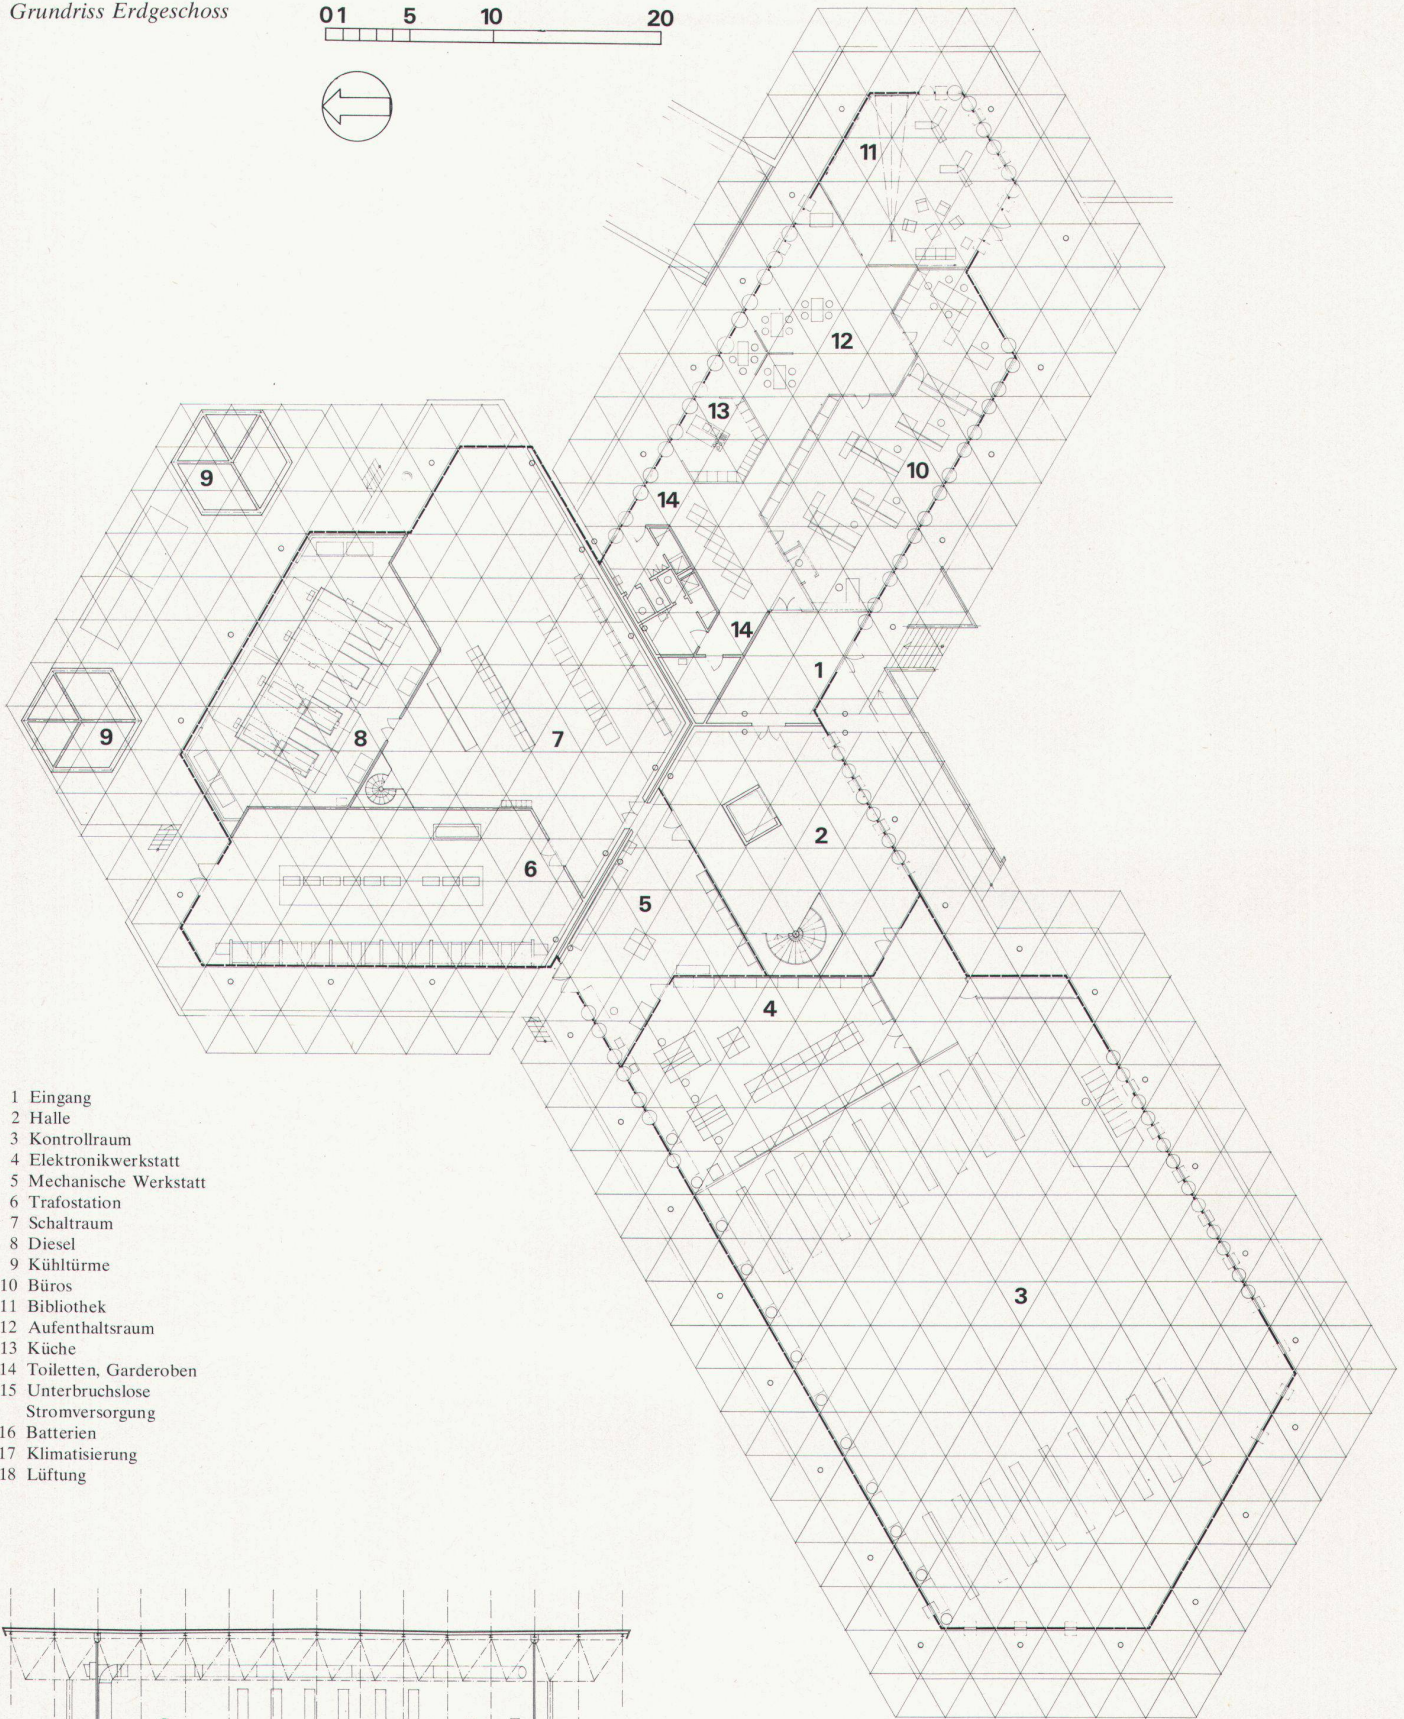 Grundriss Erdgeschoss
0 1 5 10 20
11
12
13
10
9
14
14
1
9
8
7
2
6
5
4
3
1 Eingang
2 Halle
3 Kontrollraum
4 Elektronikwerkstatt
5 Mechanische Werkstatt
6 Trafostation
7 Schaltraum
8 Diesel
9 Kühltürme
10 Büros
11 Bibliothek
12 Aufenthaltsraum
13 Küche
14 Toiletten, Garderoben
15 Unterbruchslose
Stromversorgung
16 Batterien
17 Klimatisierung
18 Lüftung